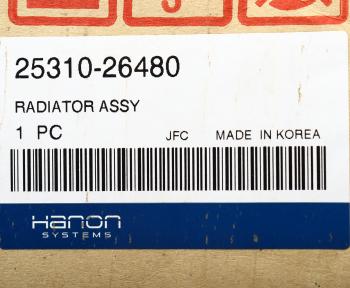 25310-26480
RADIATOR ASSY
1 PC JFC MADE IN KOREA
Hanon
SYSTEMS